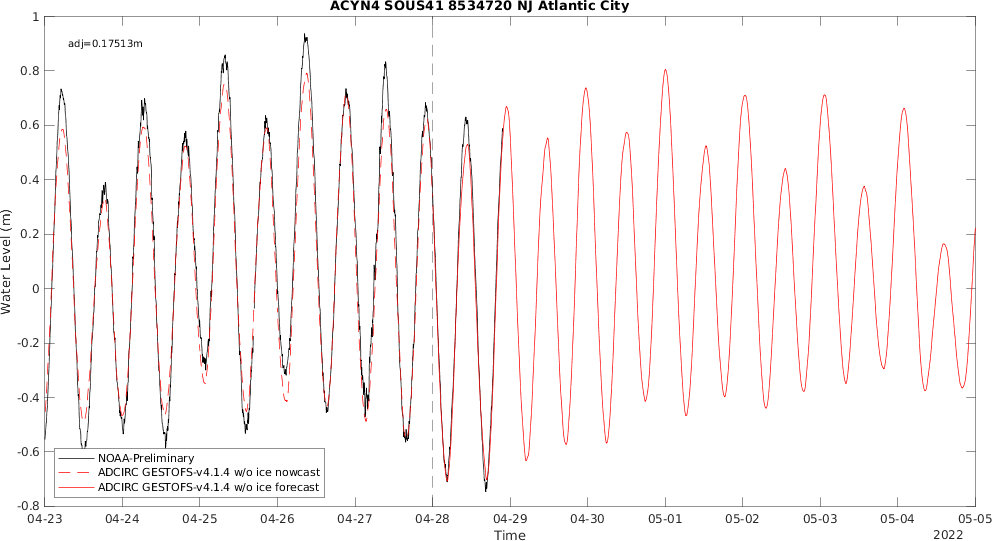 ACYN4 SOUS41 8534720 NJ Atlantic City
adj=0.17513m
1
0.8
0.6
0.4
0.2
0
-0.2
-0.4
-0.6
-0.8
Water Level (m)
NOAA-Preliminary
ADCIRC GESTOFS-v4.1.4 w/o ice nowcast
ADCIRC GESTOFS-v4.1.4 w/o ice forecast
04-23 04-24 04-25 04-26 04-27 04-28 04-29 04-30 05-01 05-02 05-03 05-04 05-05
Time
2022